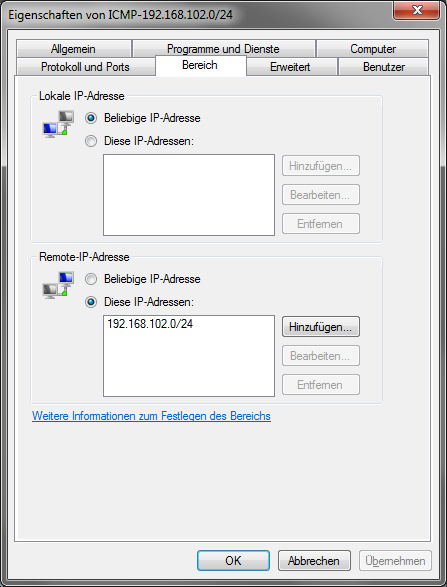 Eigenschaften von ICMP-192.168.102.0/24
Allgemein
Programme und Dienste
Computer
Protokoll und Ports
Bereich
Erweitert
Benutzer
Lokale IP-Adresse
Beliebige IP-Adresse
Diese IP-Adressen:
Hinzufügen...
Bearbeiten...
Entfernen
Remote-IP-Adresse
Beliebige IP-Adresse
Diese IP-Adressen:
192.168.102.0/24
Hinzufügen...
Bearbeiten...
Entfernen
Weitere Informationen zum Festlegen des Bereichs
OK
Abbrechen
Übernehmen